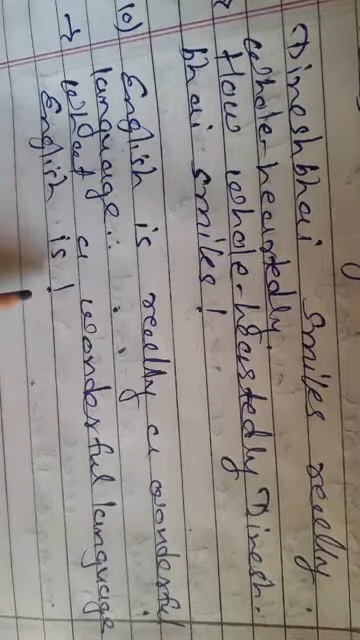 Dineshbhai smiles really
whole-heartedly.
→ How whole-heartedly Dinesh-
bhai smiles!
10) English is really a wonderful
language.
→ What a wonderful language
English is!